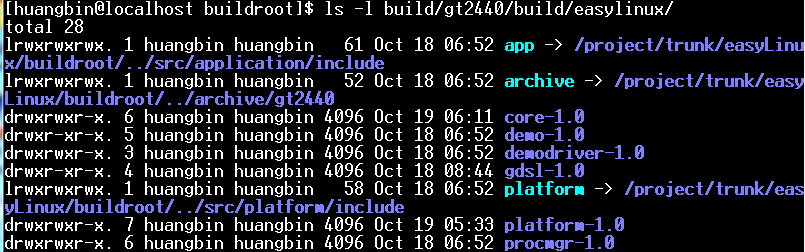 [huangbin@localhost buildroot]$ ls -l build/gt2440/build/easylinux/
total 28
lrwxrwxrwx. 1 huangbin huangbin   61 Oct 18 06:52 app -> /project/trunk/easyLinu
x/buildroot/../src/application/include
lrwxrwxrwx. 1 huangbin huangbin   52 Oct 18 06:52 archive -> /project/trunk/easy
Linux/buildroot/../archive/gt2440
drwxrwxr-x. 6 huangbin huangbin 4096 Oct 19 06:11 core-1.0
drwxr-xr-x. 5 huangbin huangbin 4096 Oct 18 06:52 demo-1.0
drwxrwxr-x. 3 huangbin huangbin 4096 Oct 18 06:52 demodriver-1.0
drwxr-xr-x. 4 huangbin huangbin 4096 Oct 18 08:44 gdsl-1.0
lrwxrwxrwx. 1 huangbin huangbin   58 Oct 18 06:52 platform -> /project/trunk/eas
yLinux/buildroot/../src/platform/include
drwxrwxr-x. 7 huangbin huangbin 4096 Oct 19 05:33 platform-1.0
drwxrwxr-x. 6 huangbin huangbin 4096 Oct 18 06:52 procmgr-1.0